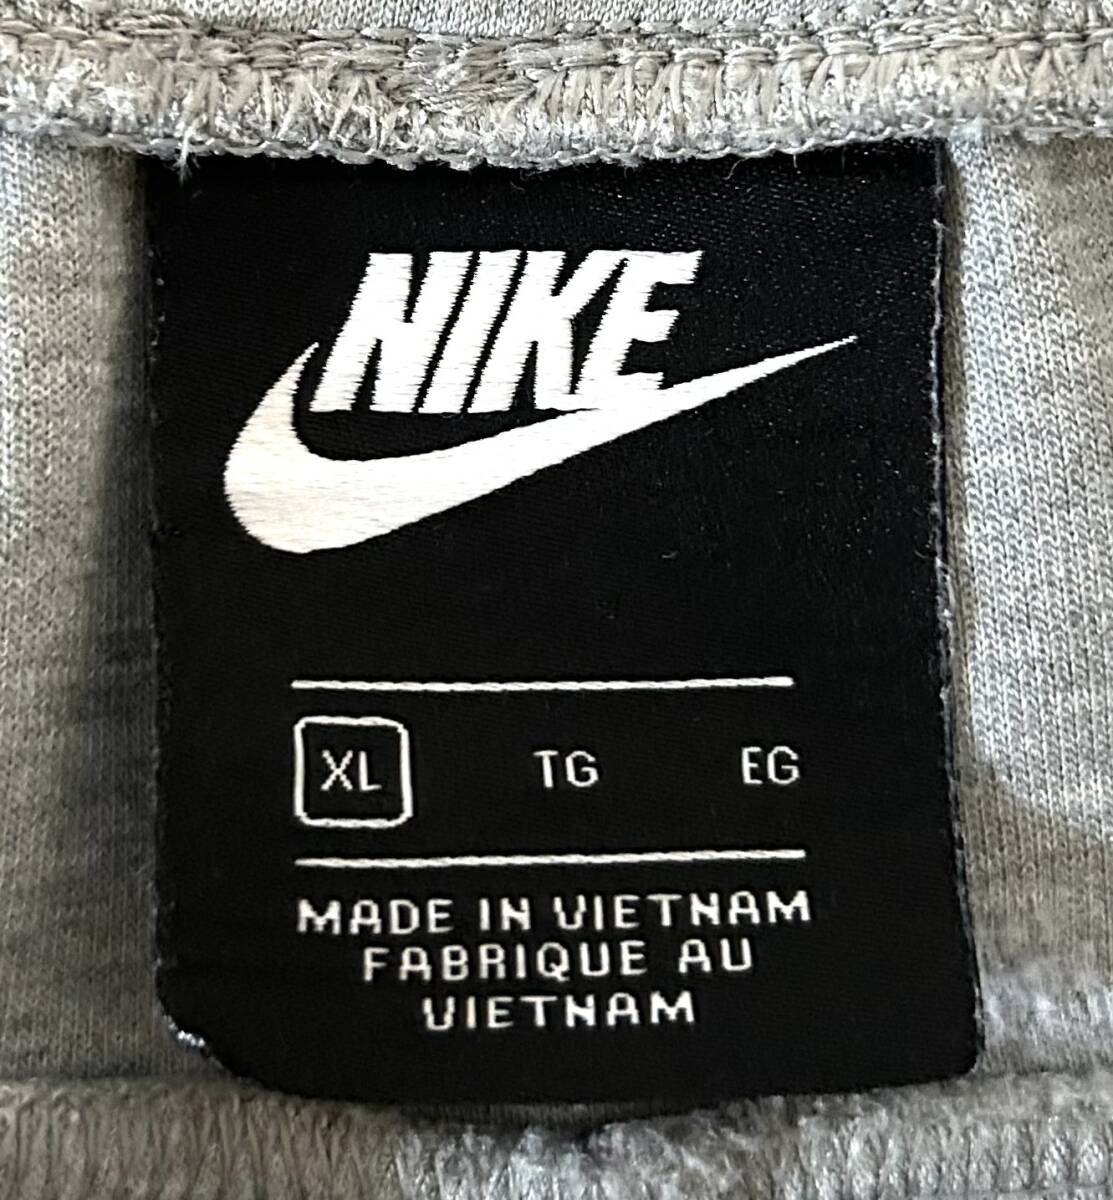 NIKE
XL TG EG
MADE IN VIETNAM
FABRIQUE AU
VIETNAM